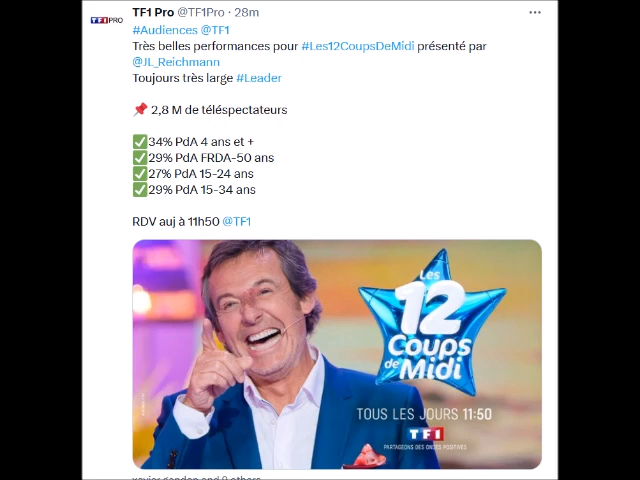 TF1 Pro @TF1Pro · 28m
TF1PRO
#Audiences @TF1
Très belles performances pour #Les12CoupsDeMidi présenté par
@JL_Reichmann
Toujours très large #Leader
2,8 M de téléspectateurs
34% PdA 4 ans et +
29% PdA FRDA-50 ans
27% PdA 15-24 ans
29% PdA 15-34 ans
RDV auj à 11h50 @TF1
Les
12
Coups
de Midi
TOUS LES JOURS 11:50
TF1
PARTAGEONS DES ONDES POSITIVES